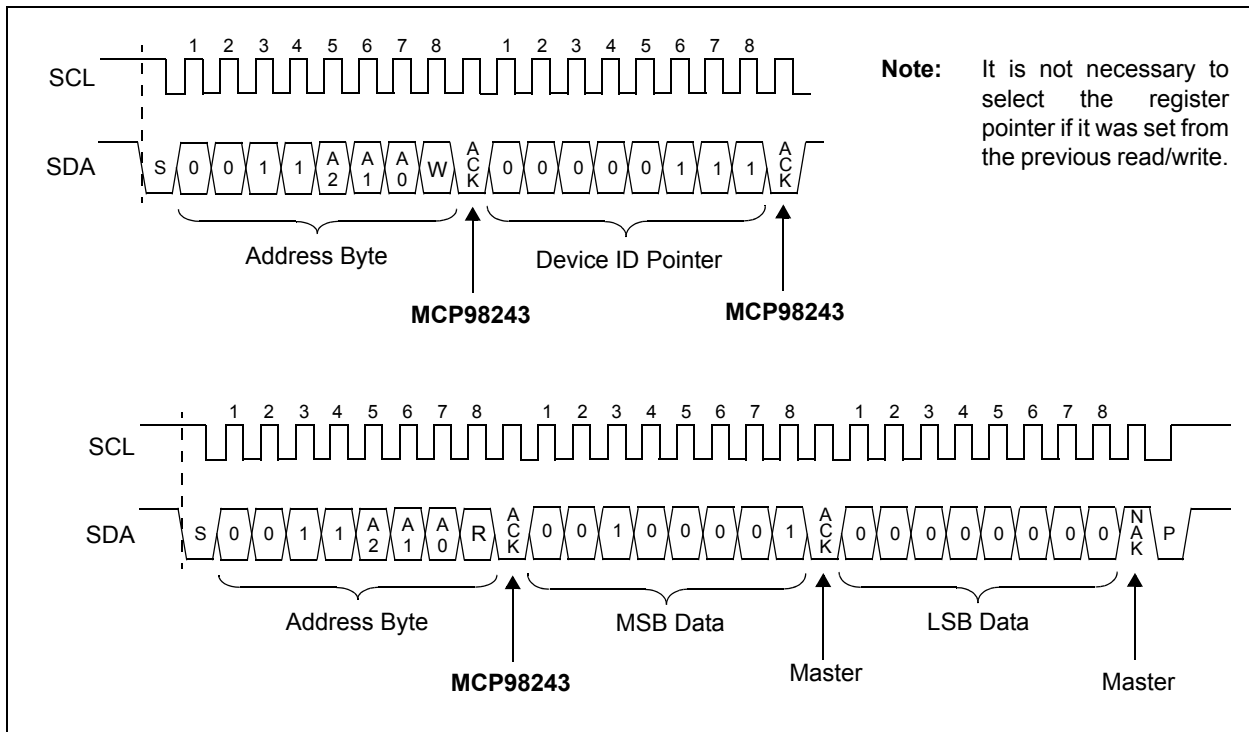 1 2 3 4 5 6 7 8 1 2 3 4 5 6 7 8
SCL
SDA S 0 0 1 1 A2 A1 A0 W ACK 0 0 0 0 0 1 1 1 ACK
Address Byte Device ID Pointer
MCP98243 MCP98243
Note: It is not necessary to
select the register
pointer if it was set from
the previous read/write.
1 2 3 4 5 6 7 8 1 2 3 4 5 6 7 8 1 2 3 4 5 6 7 8
SCL
SDA S 0 0 1 1 A2 A1 A0 R ACK 0 0 1 0 0 0 0 1 ACK 0 0 0 0 0 0 0 0 NAK P
Address Byte MSB Data LSB Data
MCP98243 Master Master